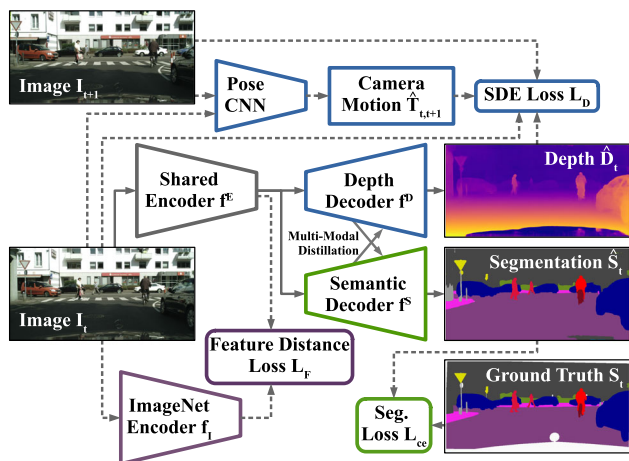 Image I_{t+1}
Pose
CNN
Camera
Motion T̂_{t,t+1}
SDE Loss L_D
Shared
Encoder f^E
Depth
Decoder f^D
Depth D̂_t
Multi-Modal
Distillation
Semantic
Decoder f^S
Segmentation Ŝ_t
Image I_t
Feature Distance
Loss L_F
ImageNet
Encoder f_I
Seg.
Loss L_{ce}
Ground Truth S_t